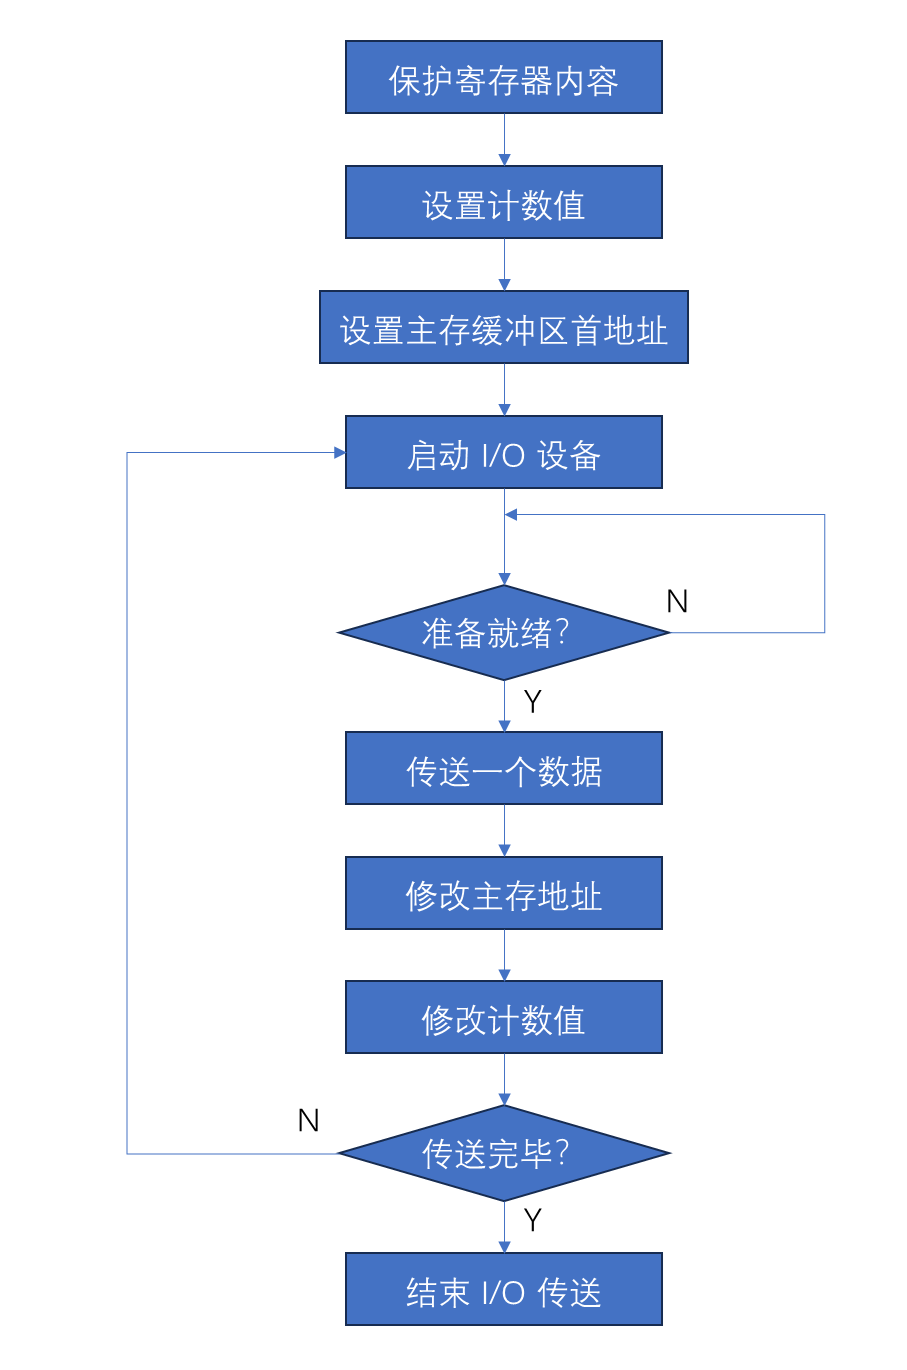 保护寄存器内容
设置计数值
设置主存缓冲区首地址
启动 I/O 设备
准备就绪?
N
Y
传送一个数据
修改主存地址
修改计数值
N
传送完毕?
Y
结束 I/O 传送